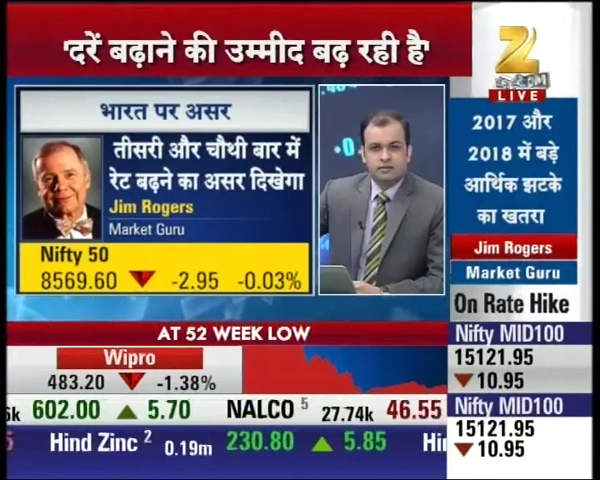 'दरें बढ़ाने की उम्मीद बढ़ रही है'
LIVE
भारत पर असर
तीसरी और चौथी बार में
रेट बढ़ने का असर दिखेगा
Jim Rogers
Market Guru
Nifty 50
8569.60 -2.95 -0.03%
2017 और
2018 में बड़े
आर्थिक झटके
का खतरा
Jim Rogers
Market Guru
On Rate Hike
AT 52 WEEK LOW
Wipro
483.20 -1.38%
Nifty MID100
15121.95
10.95
6k 602.00 5.70 NALCO 5 27.74k 46.55
Nifty MID100
15121.95
10.95
5 Hind Zinc 2 0.19m 230.80 5.85 Hi